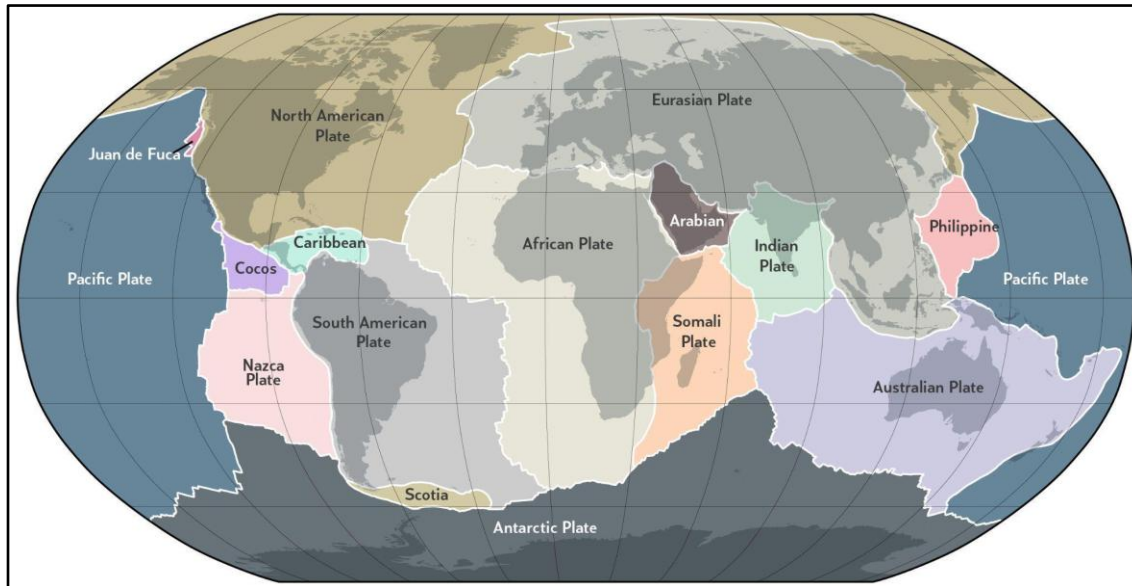 North American
Plate
Eurasian Plate
Juan de Fuca
Caribbean
Cocos
Pacific Plate
African Plate
Arabian
Indian
Plate
Philippine
Pacific Plate
South American
Plate
Nazca
Plate
Somali
Plate
Australian Plate
Scotia
Antarctic Plate